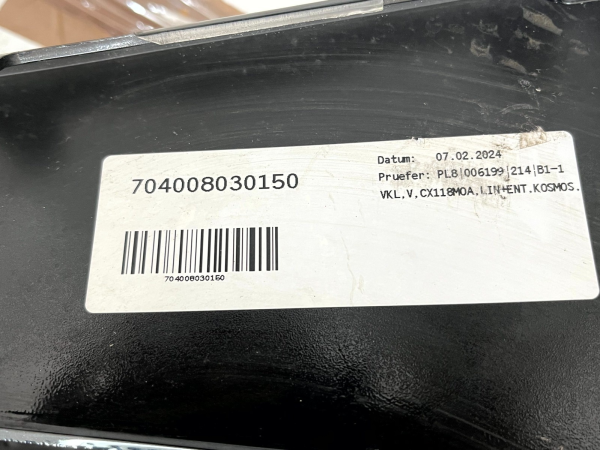 704008030150
704008030150
Datum: 07.02.2024
Pruefer: PL8|006199|214|B1-1
VKL.V.CX118MOA.LIN+ENT.KOSMOS.